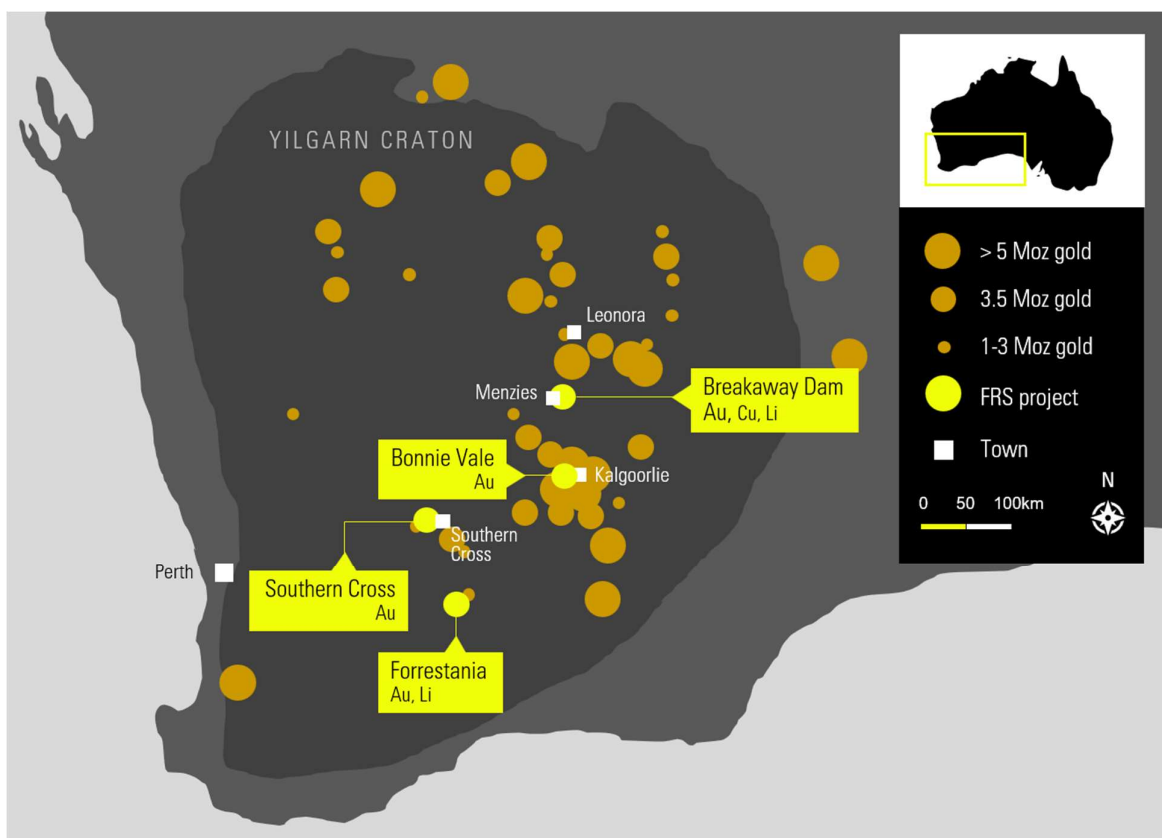 YILGARN CRATON
Leonora
Menzies
Breakaway Dam
Au, Cu, Li
Bonnie Vale
Au
Kalgoorlie
Southern
Cross
Perth
Southern Cross
Au
Forrestania
Au, Li
> 5 Moz gold
3.5 Moz gold
1-3 Moz gold
FRS project
Town
N
0 50 100km